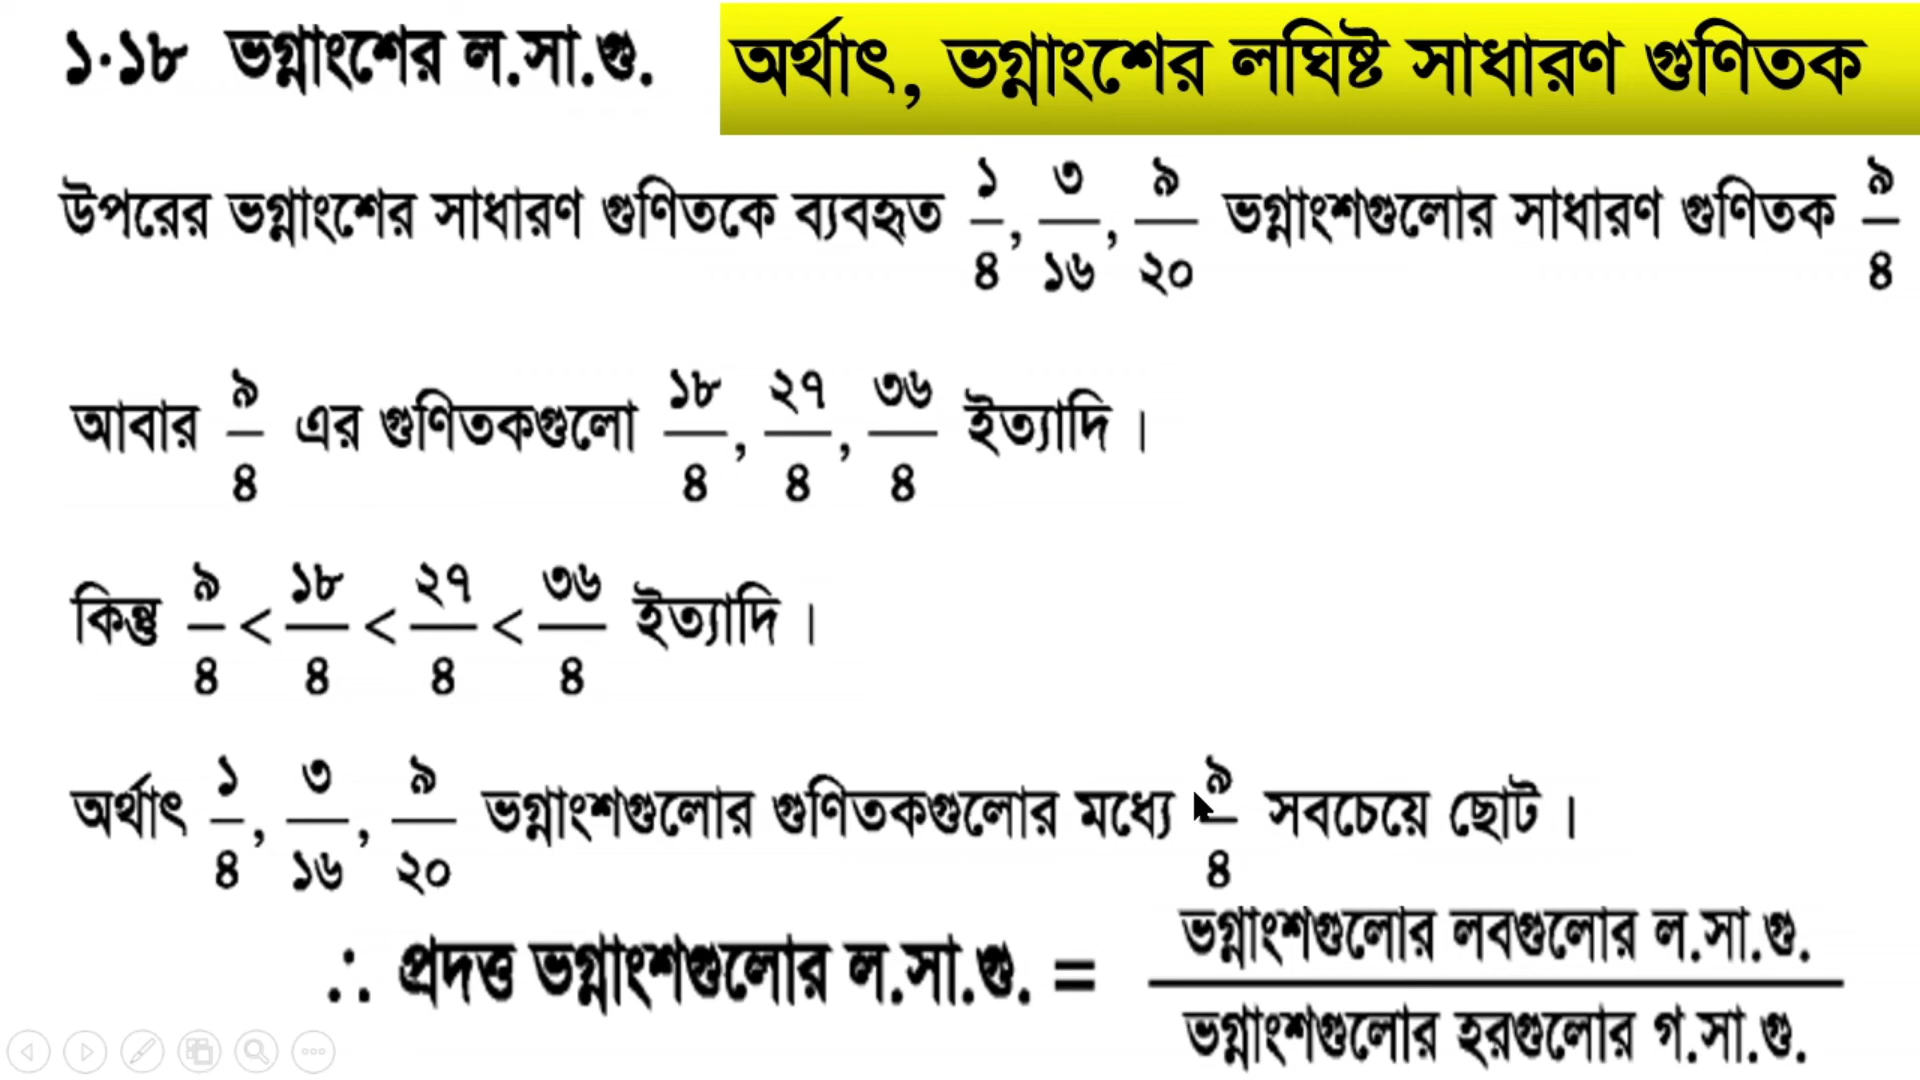 ১·১৮ ভগ্নাংশের ল.সা.গু. অর্থাৎ, ভগ্নাংশের লঘিষ্ট সাধারণ গুণিতক
উপরের ভগ্নাংশের সাধারণ গুণিতকে ব্যবহৃত ১/৪, ৩/১৬, ৯/২০ ভগ্নাংশগুলোর সাধারণ গুণিতক ৯/৪
আবার ৯/৪ এর গুণিতকগুলো ১৮/৪, ২৭/৪, ৩৬/৪ ইত্যাদি ।
কিন্তু ৯/৪ < ১৮/৪ < ২৭/৪ < ৩৬/৪ ইত্যাদি ।
অর্থাৎ ১/৪, ৩/১৬, ৯/২০ ভগ্নাংশগুলোর গুণিতকগুলোর মধ্যে ৯/৪ সবচেয়ে ছোট ।
∴ প্রদত্ত ভগ্নাংশগুলোর ল.সা.গু. = ভগ্নাংশগুলোর লবগুলোর ল.সা.গু. / ভগ্নাংশগুলোর হরগুলোর গ.সা.গু.